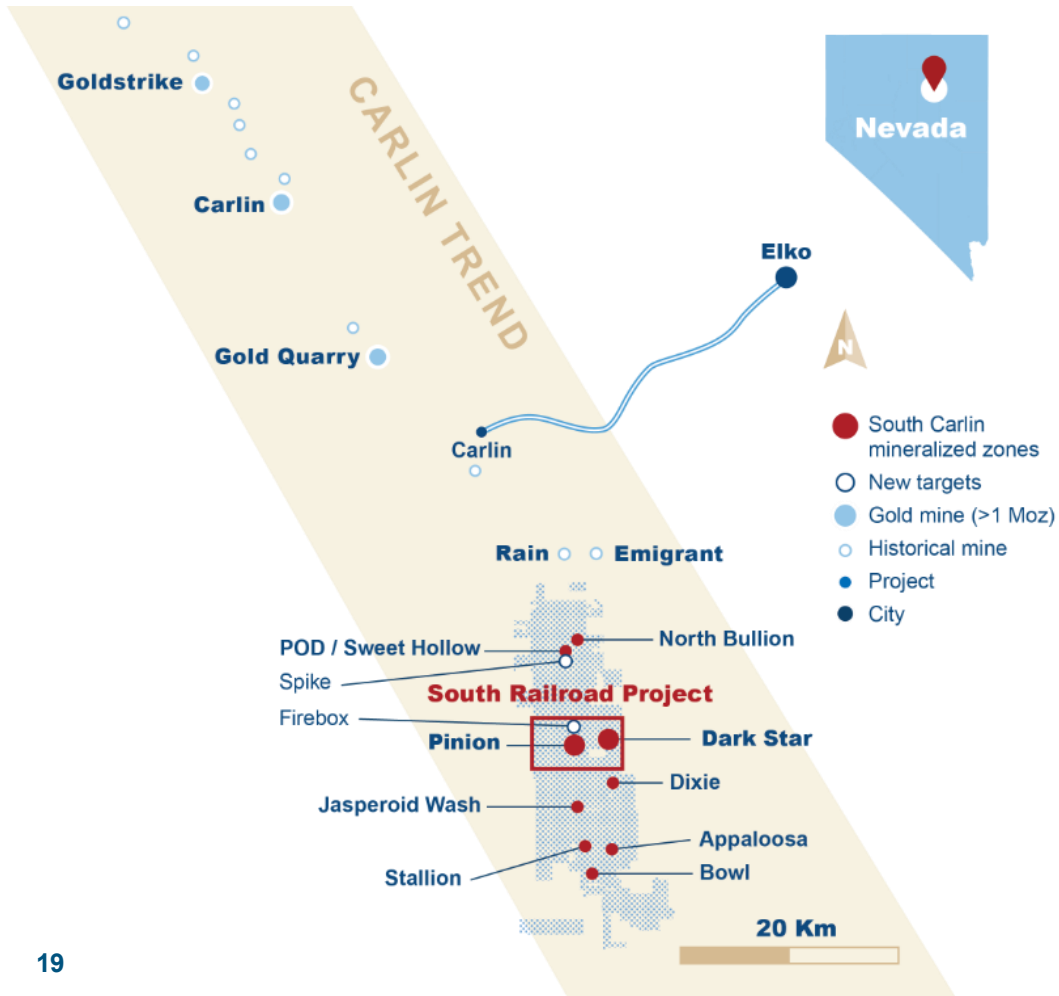 Goldstrike
CARLIN TREND
Nevada
Carlin
Elko
N
Gold Quarry
Carlin
South Carlin
mineralized zones
New targets
Gold mine (>1 Moz)
Historical mine
Project
City
Rain
Emigrant
North Bullion
POD / Sweet Hollow
Spike
South Railroad Project
Firebox
Pinion
Dark Star
Dixie
Jasperoid Wash
Appaloosa
Stallion
Bowl
20 Km
19